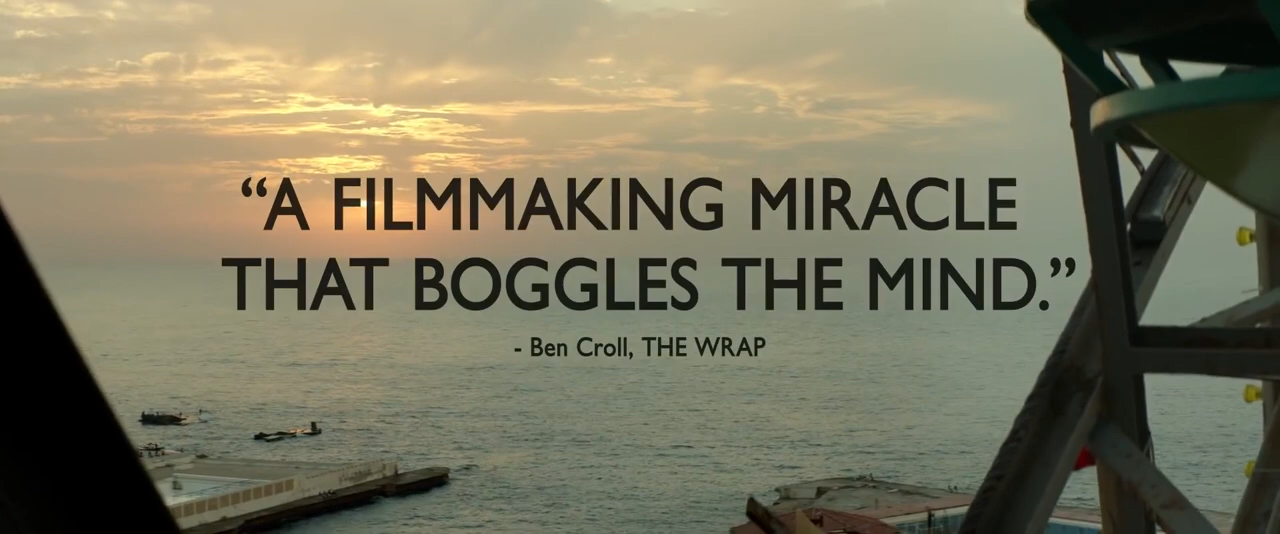 “A FILMMAKING MIRACLE
THAT BOGGLES THE MIND.”
- Ben Croll, THE WRAP